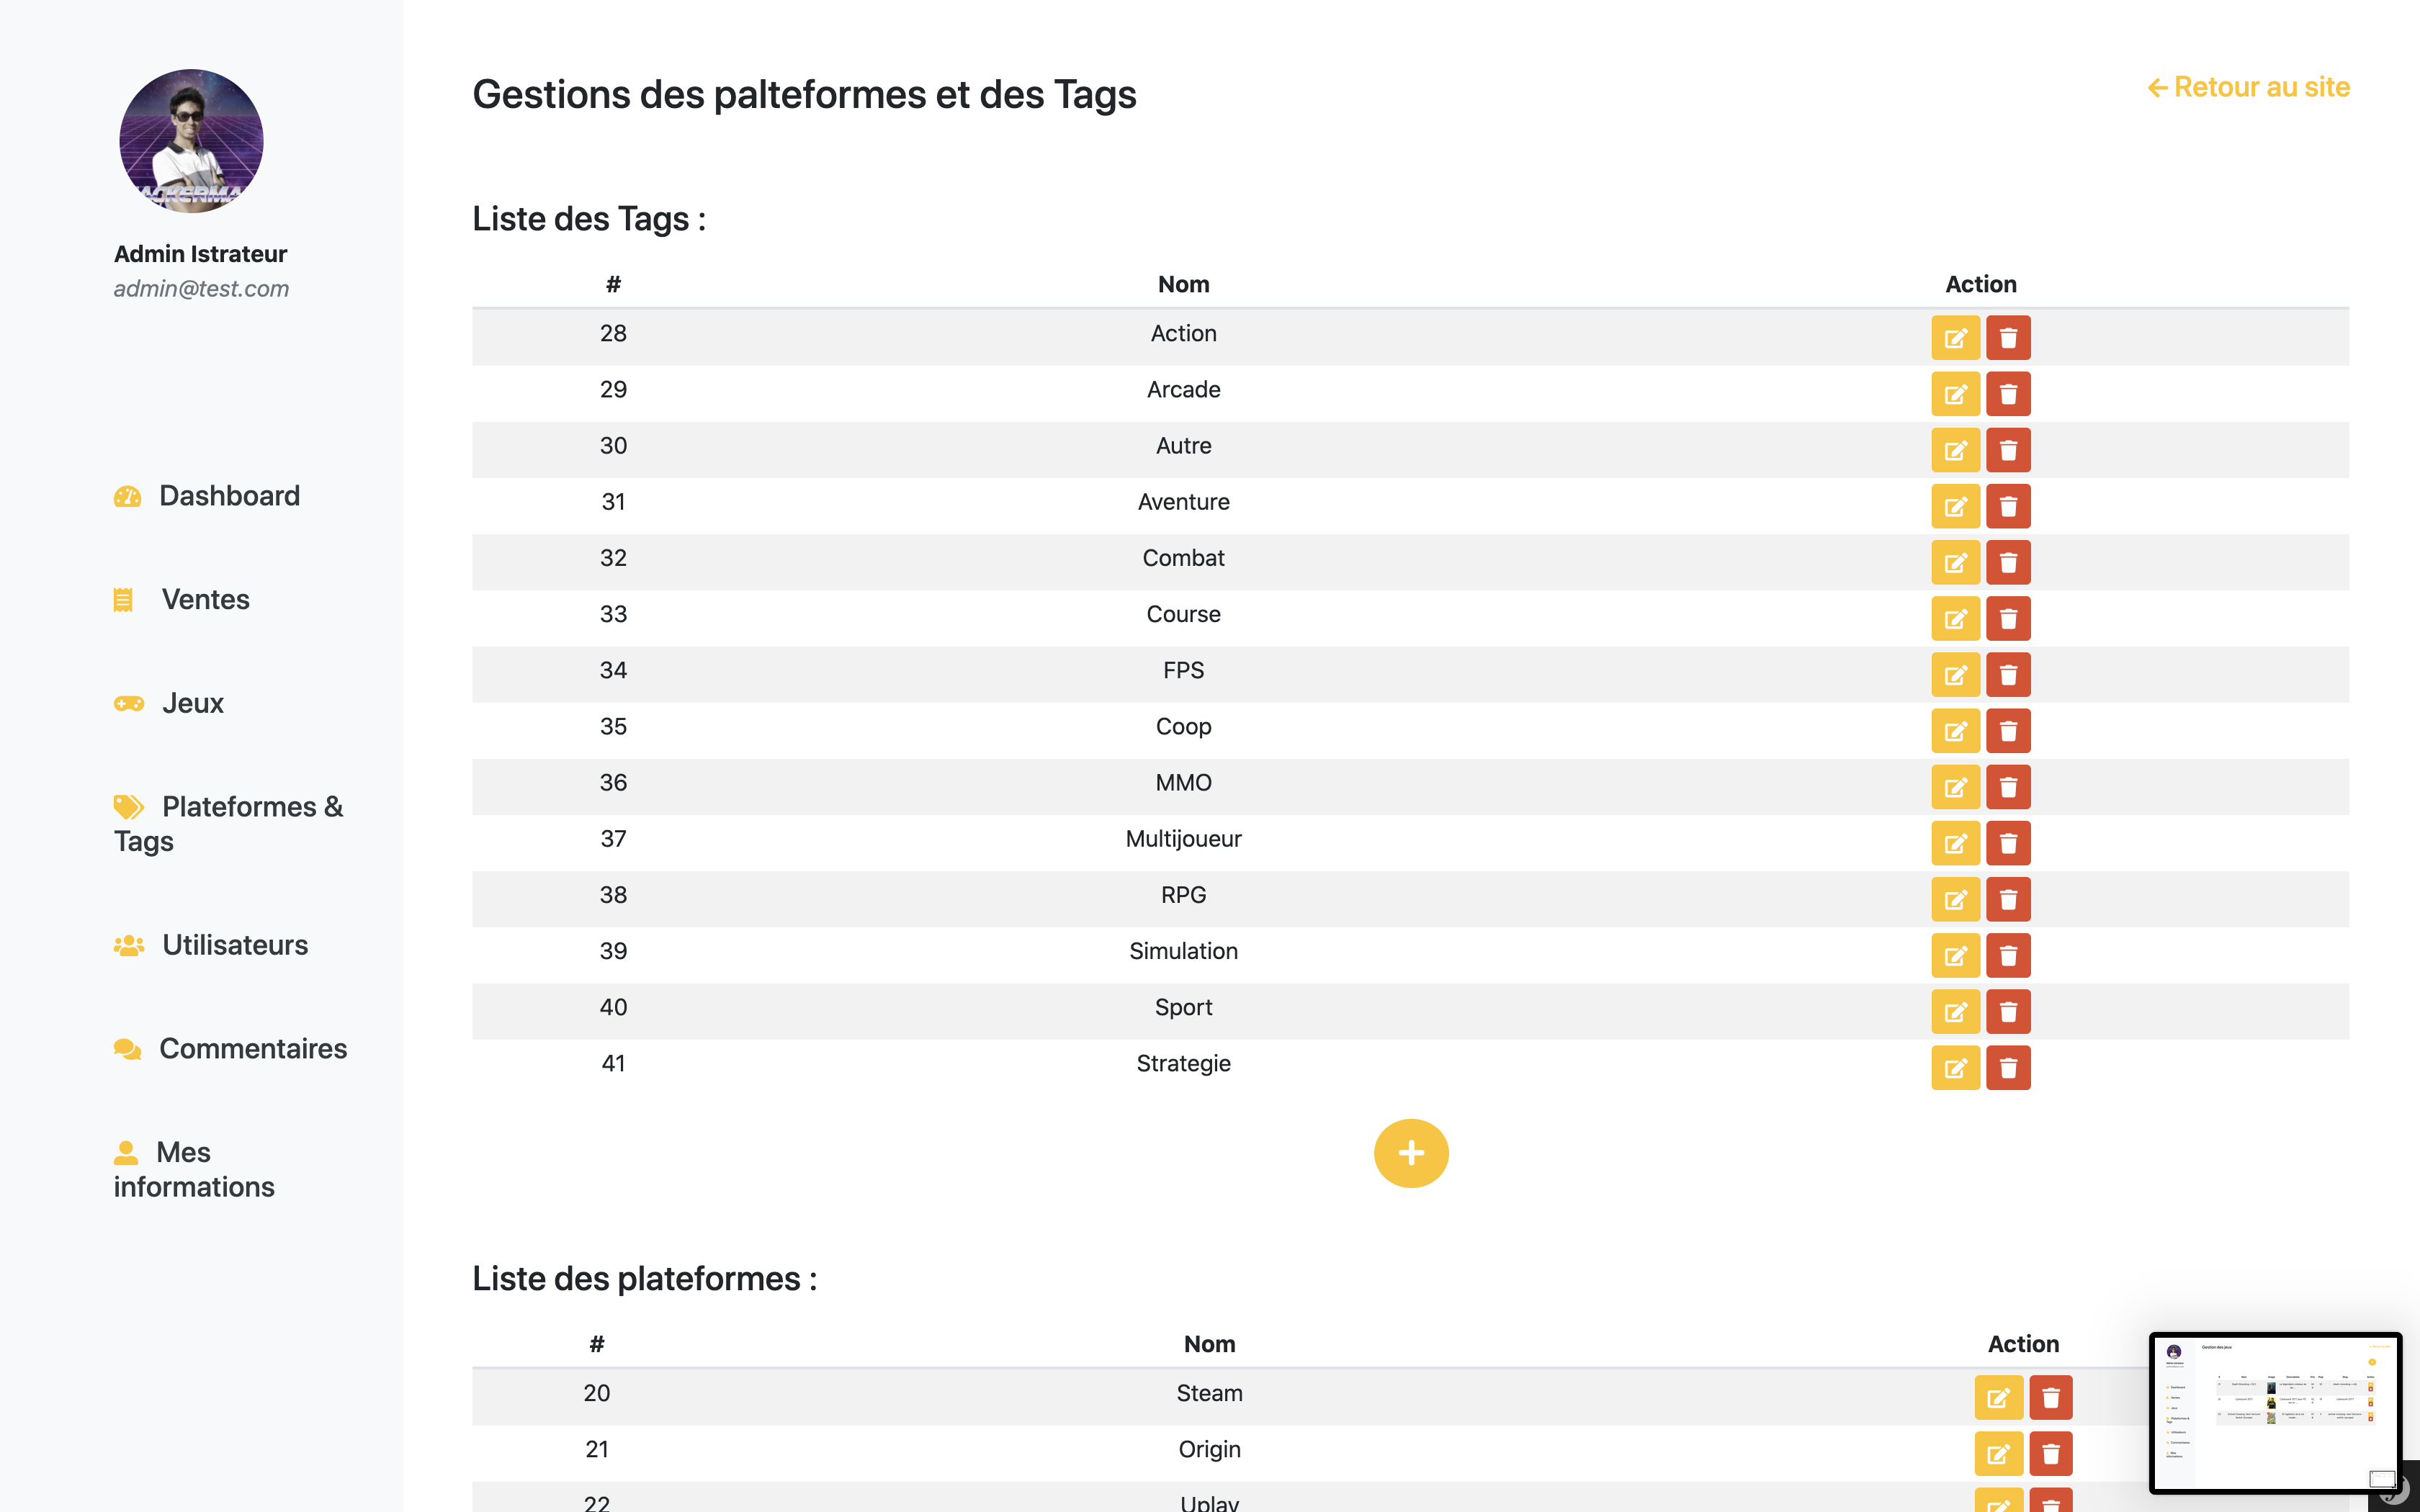 Admin Istrateur
admin@test.com
Dashboard
Ventes
Jeux
Plateformes &
Tags
Utilisateurs
Commentaires
Mes
informations
Gestions des palteformes et des Tags
Retour au site
Liste des Tags :
# Nom Action
28 Action
29 Arcade
30 Autre
31 Aventure
32 Combat
33 Course
34 FPS
35 Coop
36 MMO
37 Multijoueur
38 RPG
39 Simulation
40 Sport
41 Strategie
Liste des plateformes :
# Nom Action
20 Steam
21 Origin
22 Uplay
Gestion des jeux